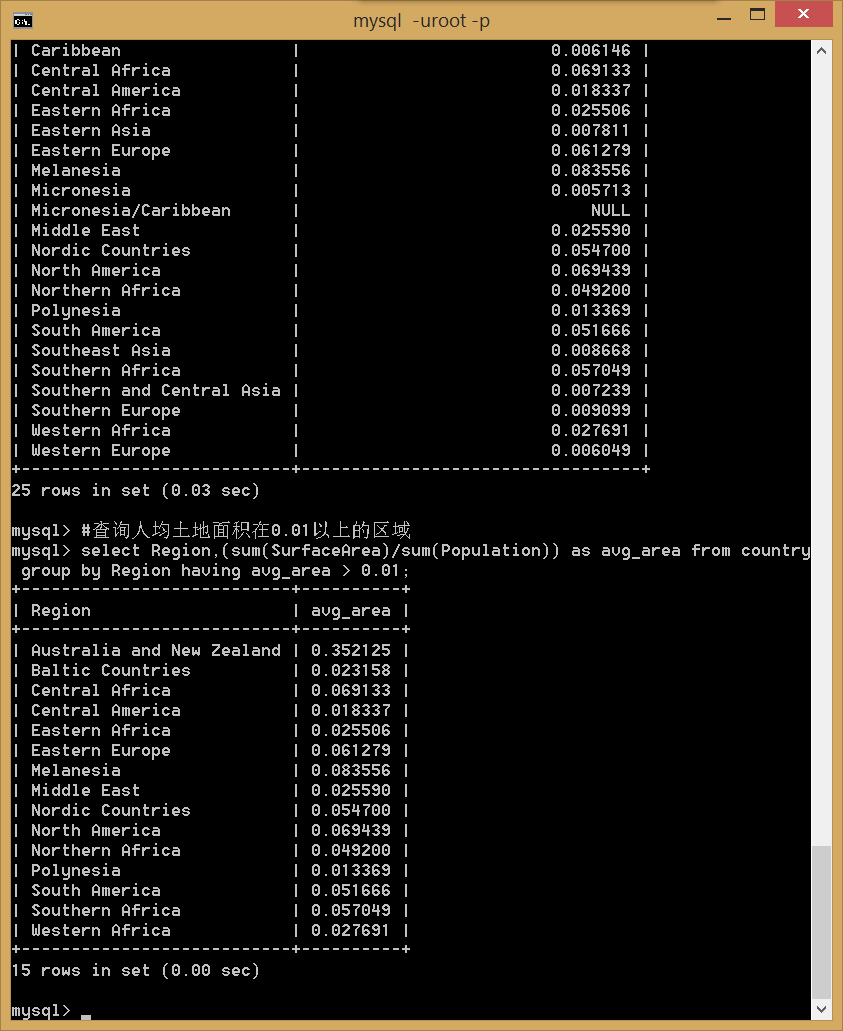 mysql -uroot -p
| Caribbean | 0.006146 |
| Central Africa | 0.069133 |
| Central America | 0.018337 |
| Eastern Africa | 0.025506 |
| Eastern Asia | 0.007811 |
| Eastern Europe | 0.061279 |
| Melanesia | 0.083556 |
| Micronesia | 0.005713 |
| Micronesia/Caribbean | NULL |
| Middle East | 0.025590 |
| Nordic Countries | 0.054700 |
| North America | 0.069439 |
| Northern Africa | 0.049200 |
| Polynesia | 0.013369 |
| South America | 0.051666 |
| Southeast Asia | 0.008668 |
| Southern Africa | 0.057049 |
| Southern and Central Asia | 0.007239 |
| Southern Europe | 0.009099 |
| Western Africa | 0.027691 |
| Western Europe | 0.006049 |
+---------------------------+----------------------------------+
25 rows in set (0.03 sec)
mysql> #查询人均土地面积在0.01以上的区域
mysql> select Region,(sum(SurfaceArea)/sum(Population)) as avg_area from country
group by Region having avg_area > 0.01;
+---------------------------+----------+
| Region | avg_area |
+---------------------------+----------+
| Australia and New Zealand | 0.352125 |
| Baltic Countries | 0.023158 |
| Central Africa | 0.069133 |
| Central America | 0.018337 |
| Eastern Africa | 0.025506 |
| Eastern Europe | 0.061279 |
| Melanesia | 0.083556 |
| Middle East | 0.025590 |
| Nordic Countries | 0.054700 |
| North America | 0.069439 |
| Northern Africa | 0.049200 |
| Polynesia | 0.013369 |
| South America | 0.051666 |
| Southern Africa | 0.057049 |
| Western Africa | 0.027691 |
+---------------------------+----------+
15 rows in set (0.00 sec)
mysql> _